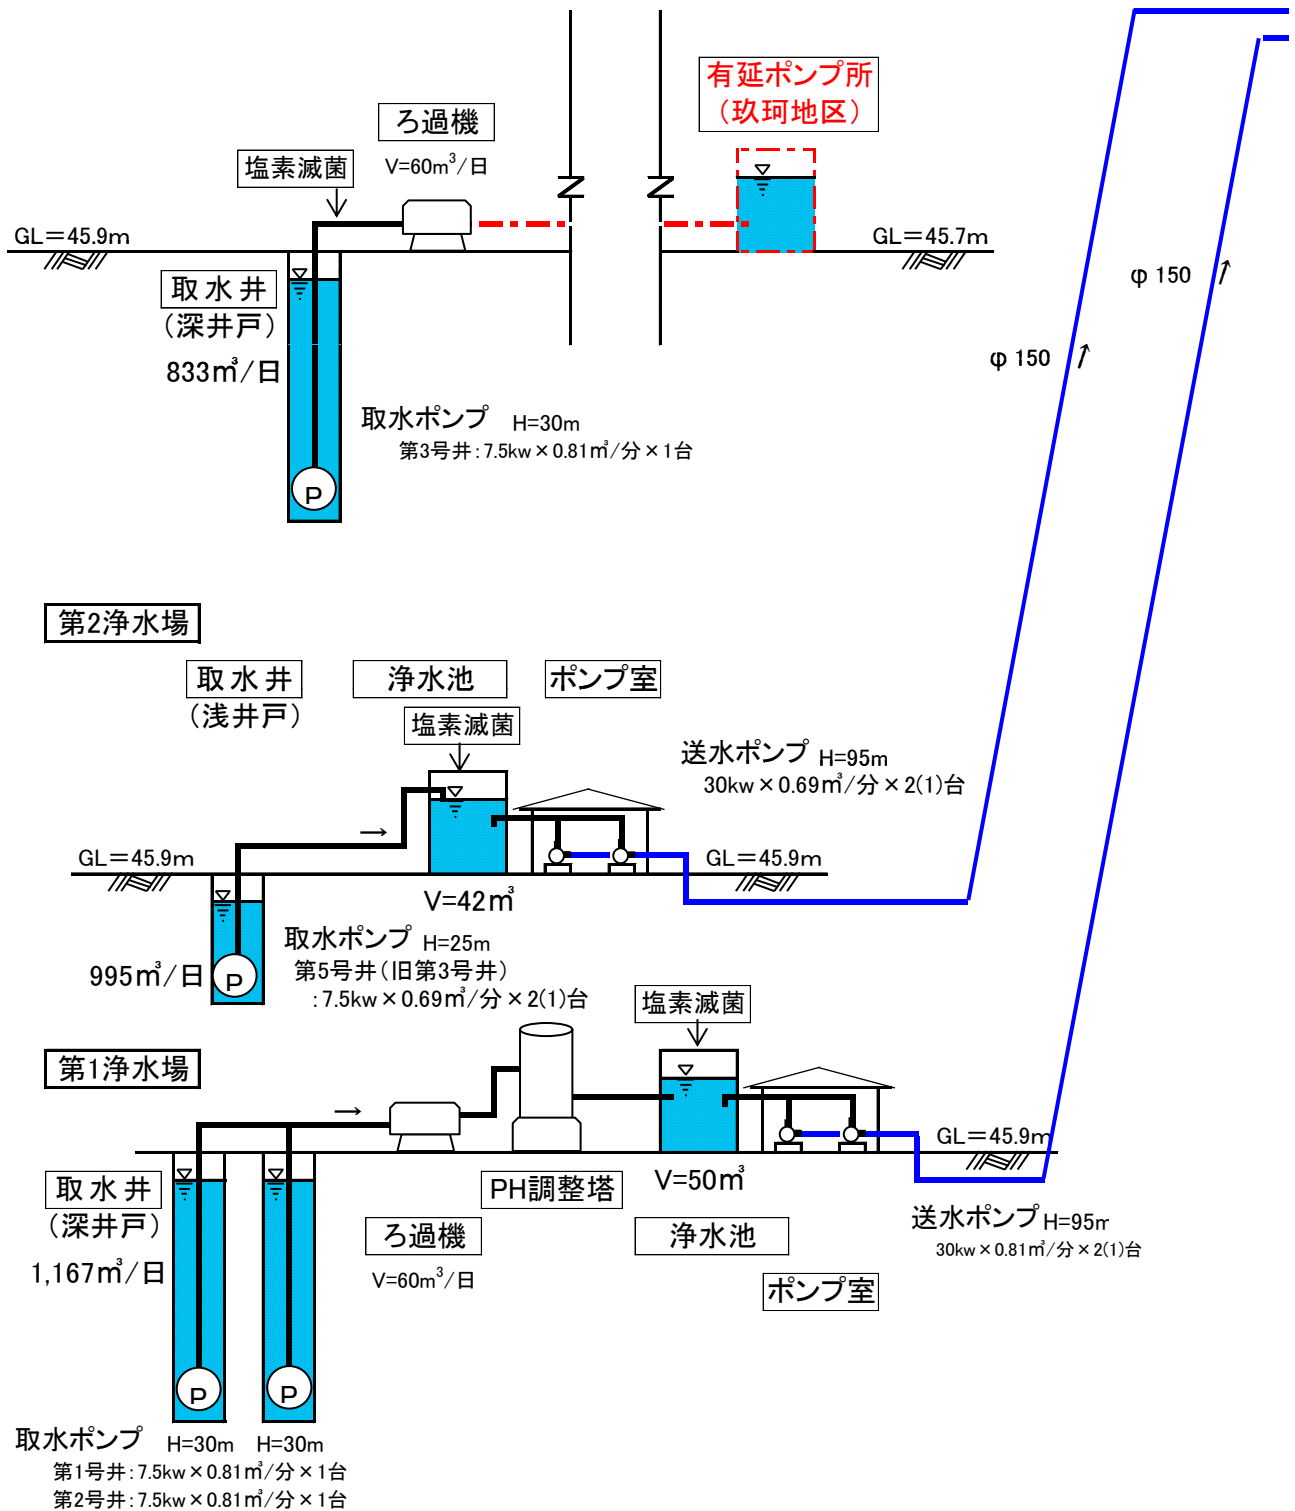 有延ポンプ所
（玖珂地区）
ろ過機
V=60m³/日
塩素滅菌
GL＝45.9m
GL＝45.7m
取水井
（深井戸）
833㎥/日
φ150 ↑
φ150 ↑
取水ポンプ H=30m
第3号井：7.5kw×0.81㎥/分×1台
P
第2浄水場
取水井
（浅井戸）
浄水池
ポンプ室
塩素滅菌
送水ポンプ H=95m
30kw×0.69㎥/分×2(1)台
→
GL＝45.9m
GL＝45.9m
V=42㎥
995㎥/日
P
取水ポンプ H=25m
第5号井（旧第3号井）
：7.5kw×0.69㎥/分×2(1)台
塩素滅菌
第1浄水場
→
GL＝45.9m
取水井
（深井戸）
1,167㎥/日
PH調整塔
V=50㎥
ろ過機
V=60m³/日
浄水池
送水ポンプ H=95m
30kw×0.81㎥/分×2(1)台
ポンプ室
P P
取水ポンプ H=30m H=30m
第1号井：7.5kw×0.81㎥/分×1台
第2号井：7.5kw×0.81㎥/分×1台